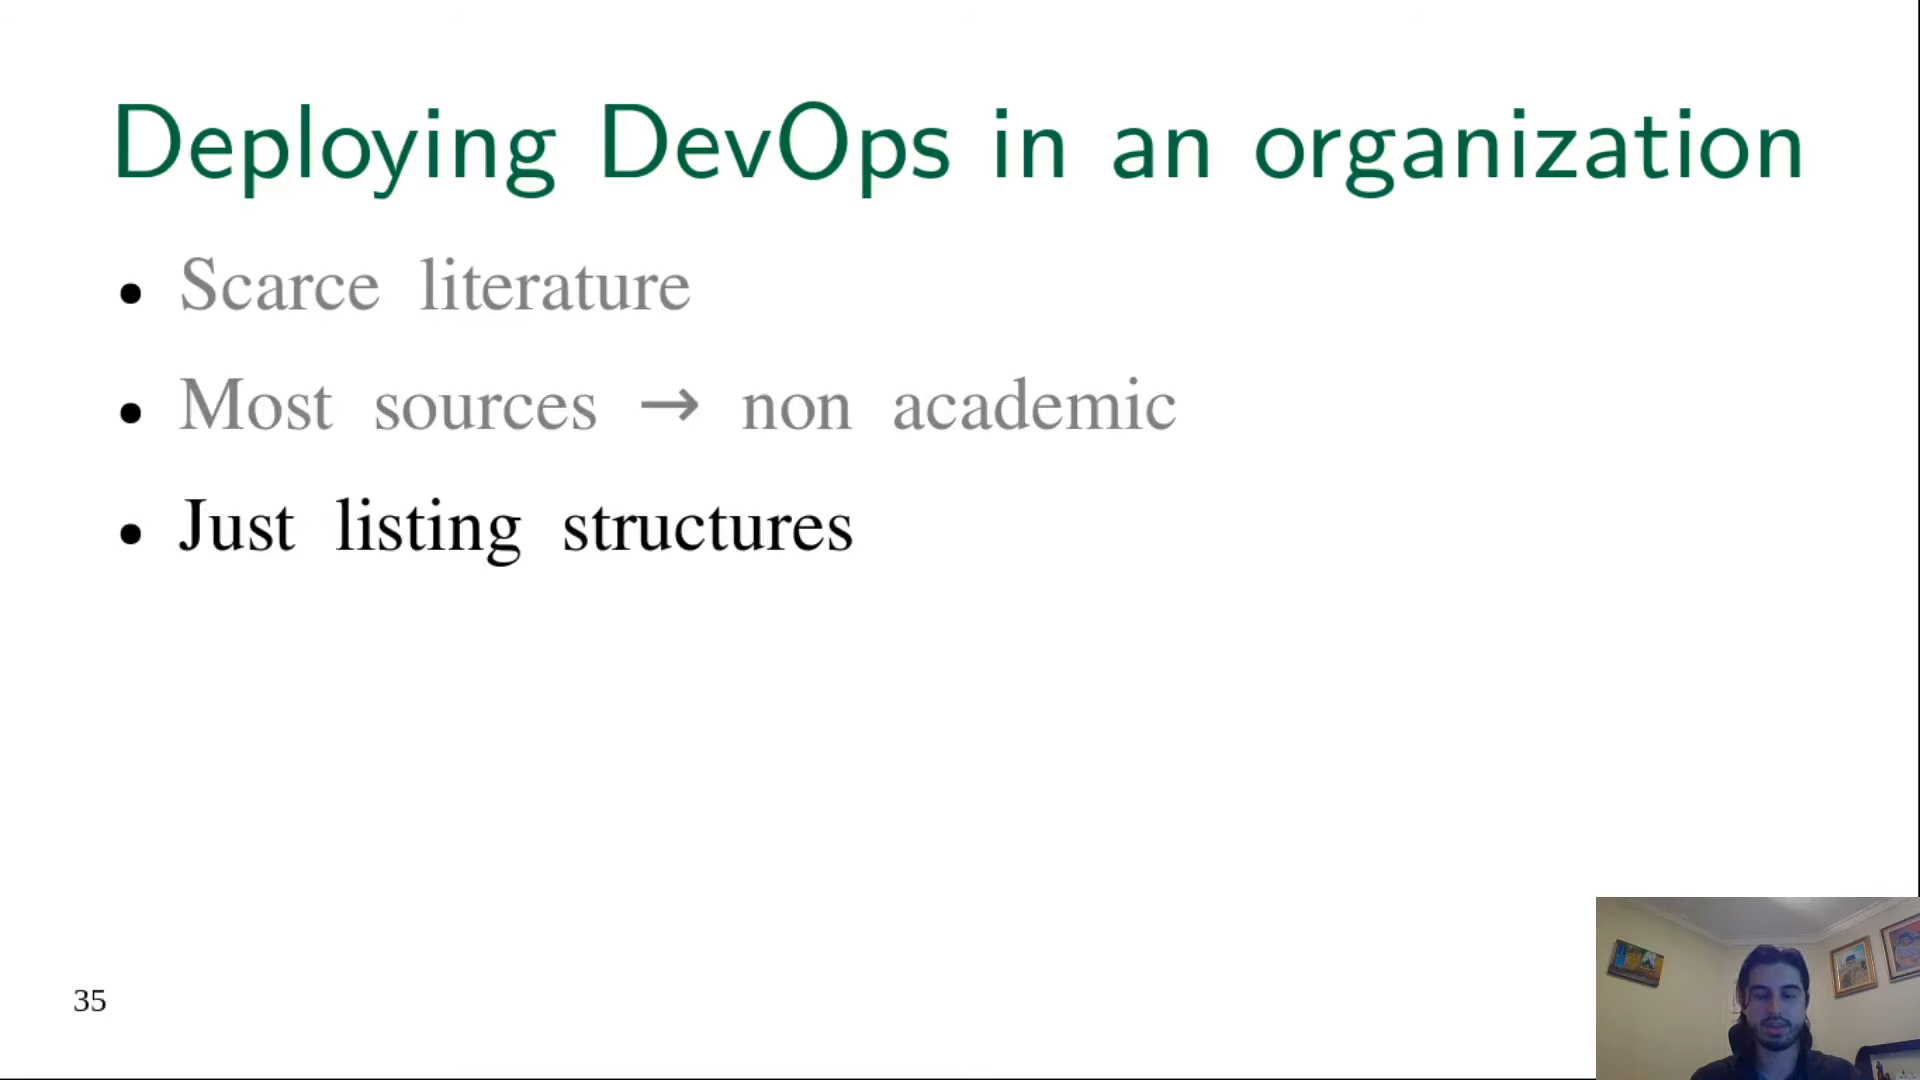 Deploying DevOps in an organization
• Scarce literature
• Most sources → non academic
• Just listing structures
35